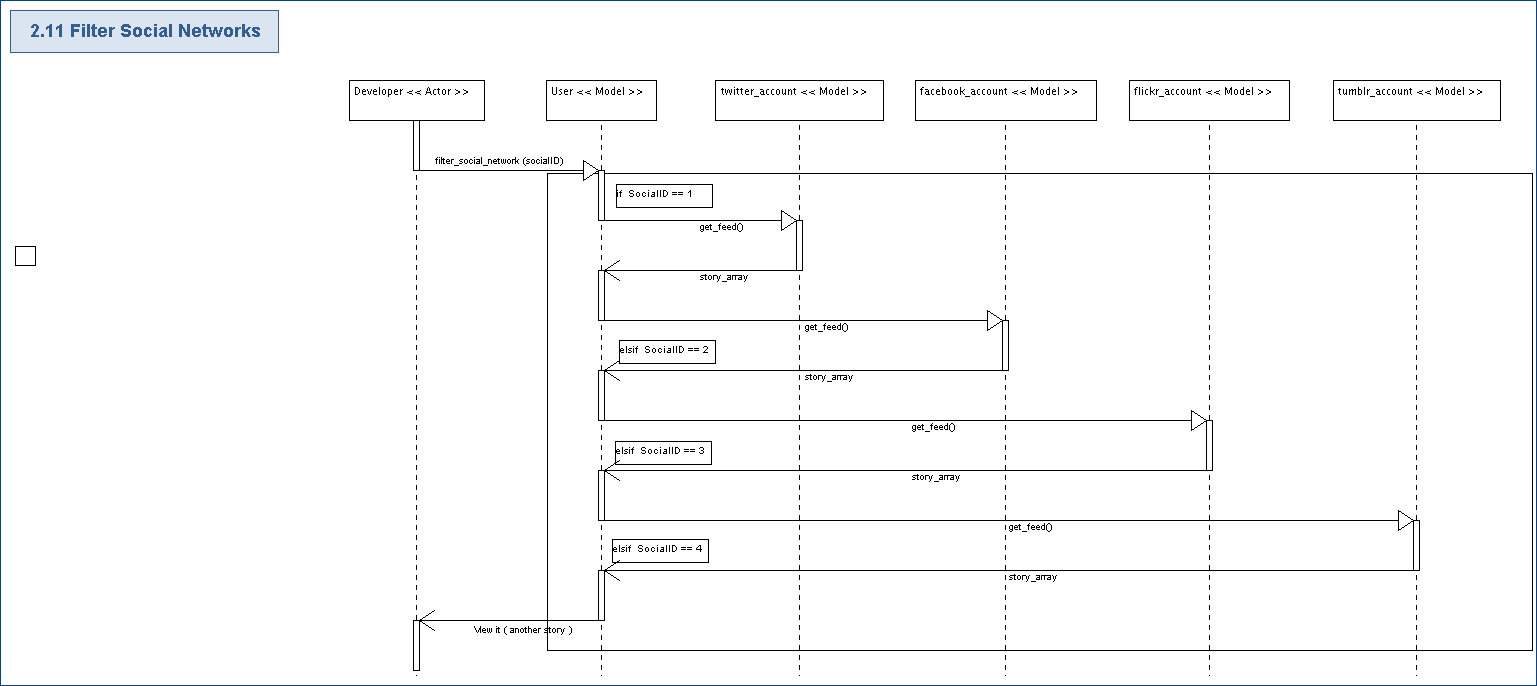 2.11 Filter Social Networks
Developer << Actor >>
User << Model >>
twitter_account << Model >>
facebook_account << Model >>
flickr_account << Model >>
tumblr_account << Model >>
filter_social_network (socialID)
if SocialID == 1
get_feed()
story_array
get_feed()
elsif SocialID == 2
story_array
get_feed()
elsif SocialID == 3
story_array
get_feed()
elsif SocialID == 4
story_array
View it ( another story )